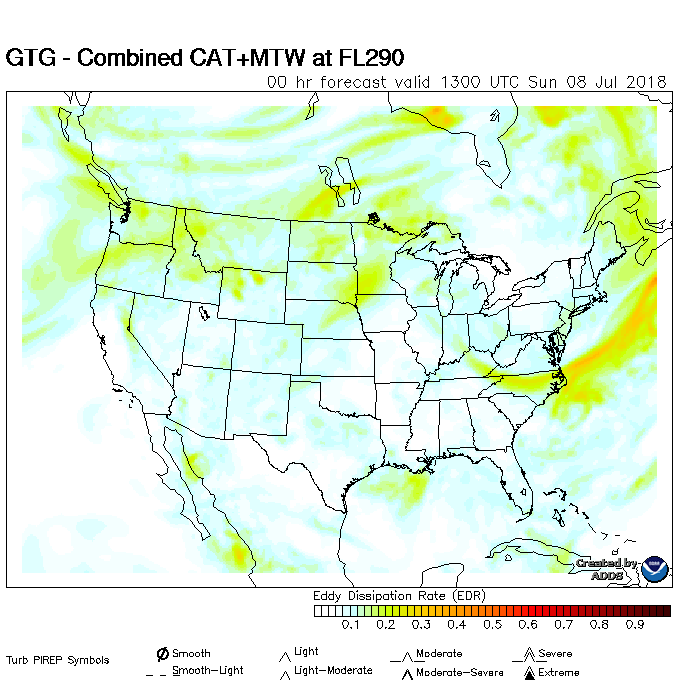 GTG - Combined CAT+MTW at FL290
00 hr forecast valid 1300 UTC Sun 08 Jul 2018
Created by
ADDS
Eddy Dissipation Rate (EDR)
0.1 0.2 0.3 0.4 0.5 0.6 0.7 0.8 0.9
Turb PIREP Symbols
Smooth Light Moderate Severe
Smooth-Light Light-Moderate Moderate-Severe Extreme